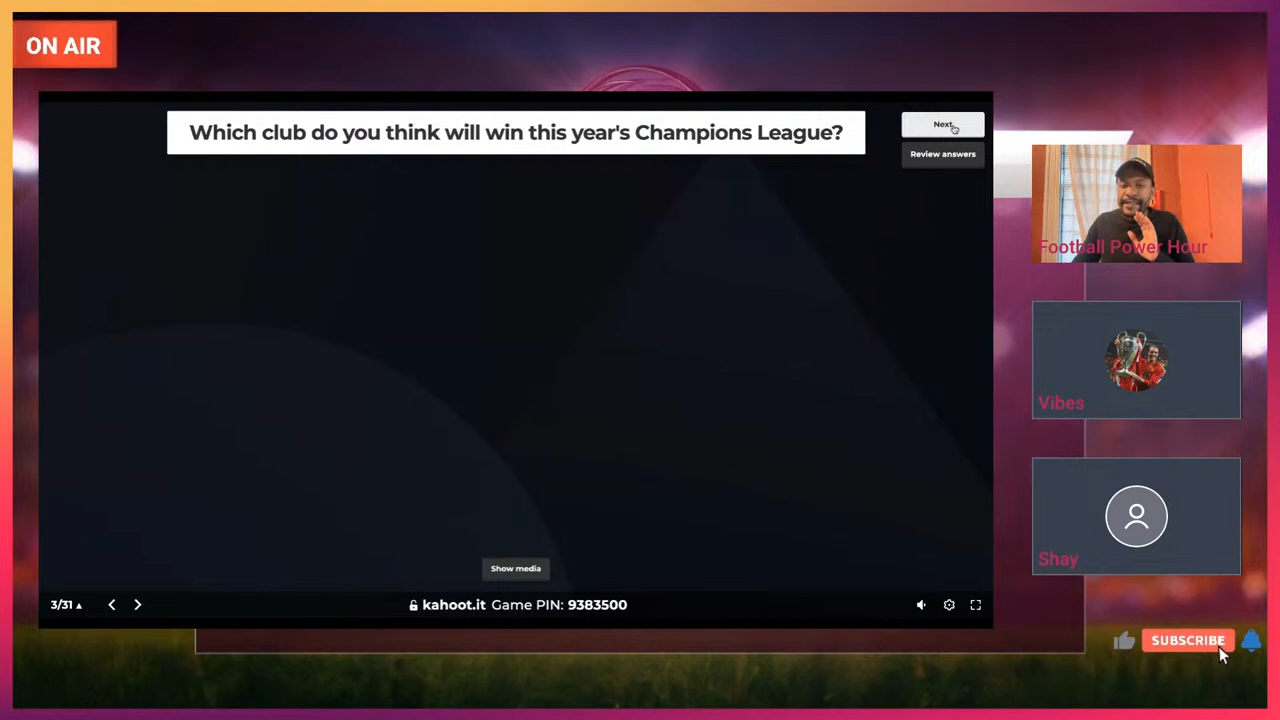 ON AIR
Which club do you think will win this year's Champions League?
Next
Review answers
Football Power Hour
Vibes
Shay
Show media
3/31
kahoot.it Game PIN: 9383500
SUBSCRIBE